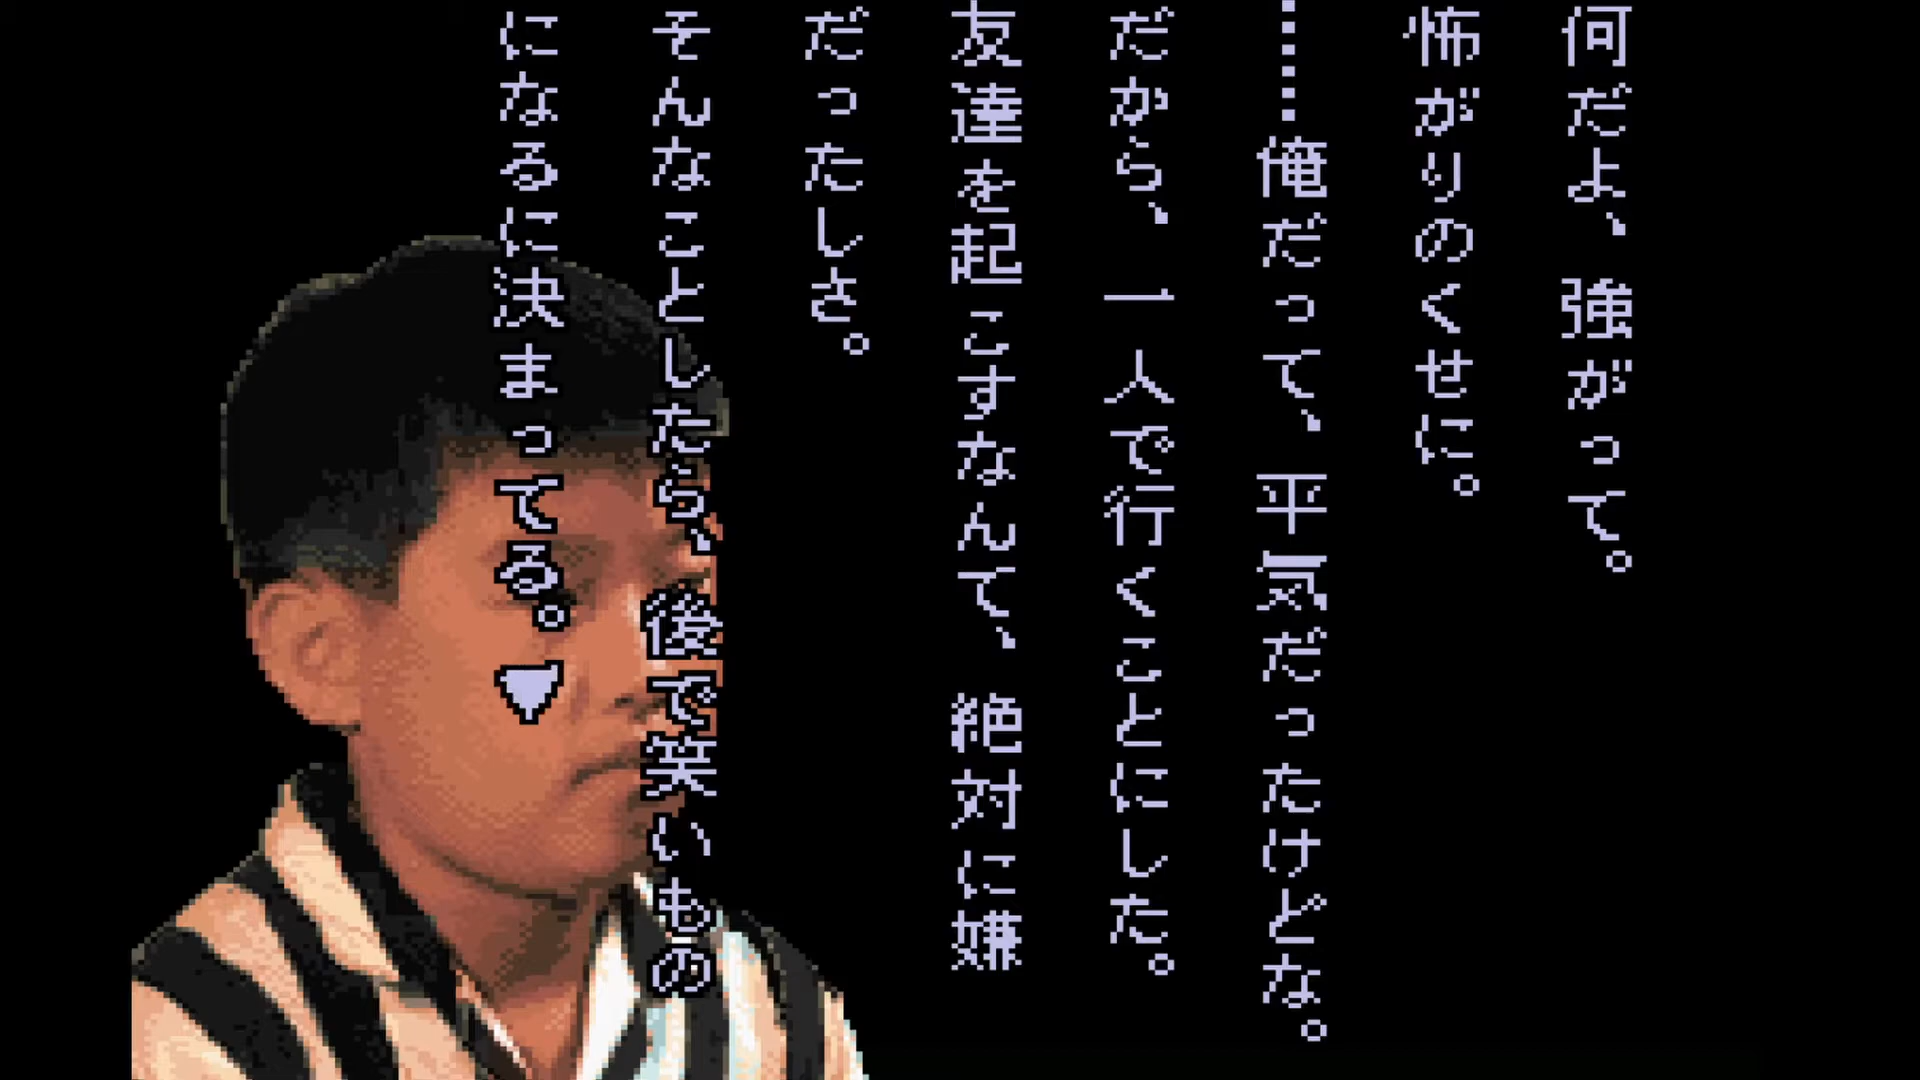 何だよ、強がって。
怖がりのくせに。
……俺だって、平気だったけどな。
だから、一人で行くことにした。
友達を起こすなんて、絶対に嫌
だったしさ。
そんなことしたら、後で笑いもの
になるに決まってる。